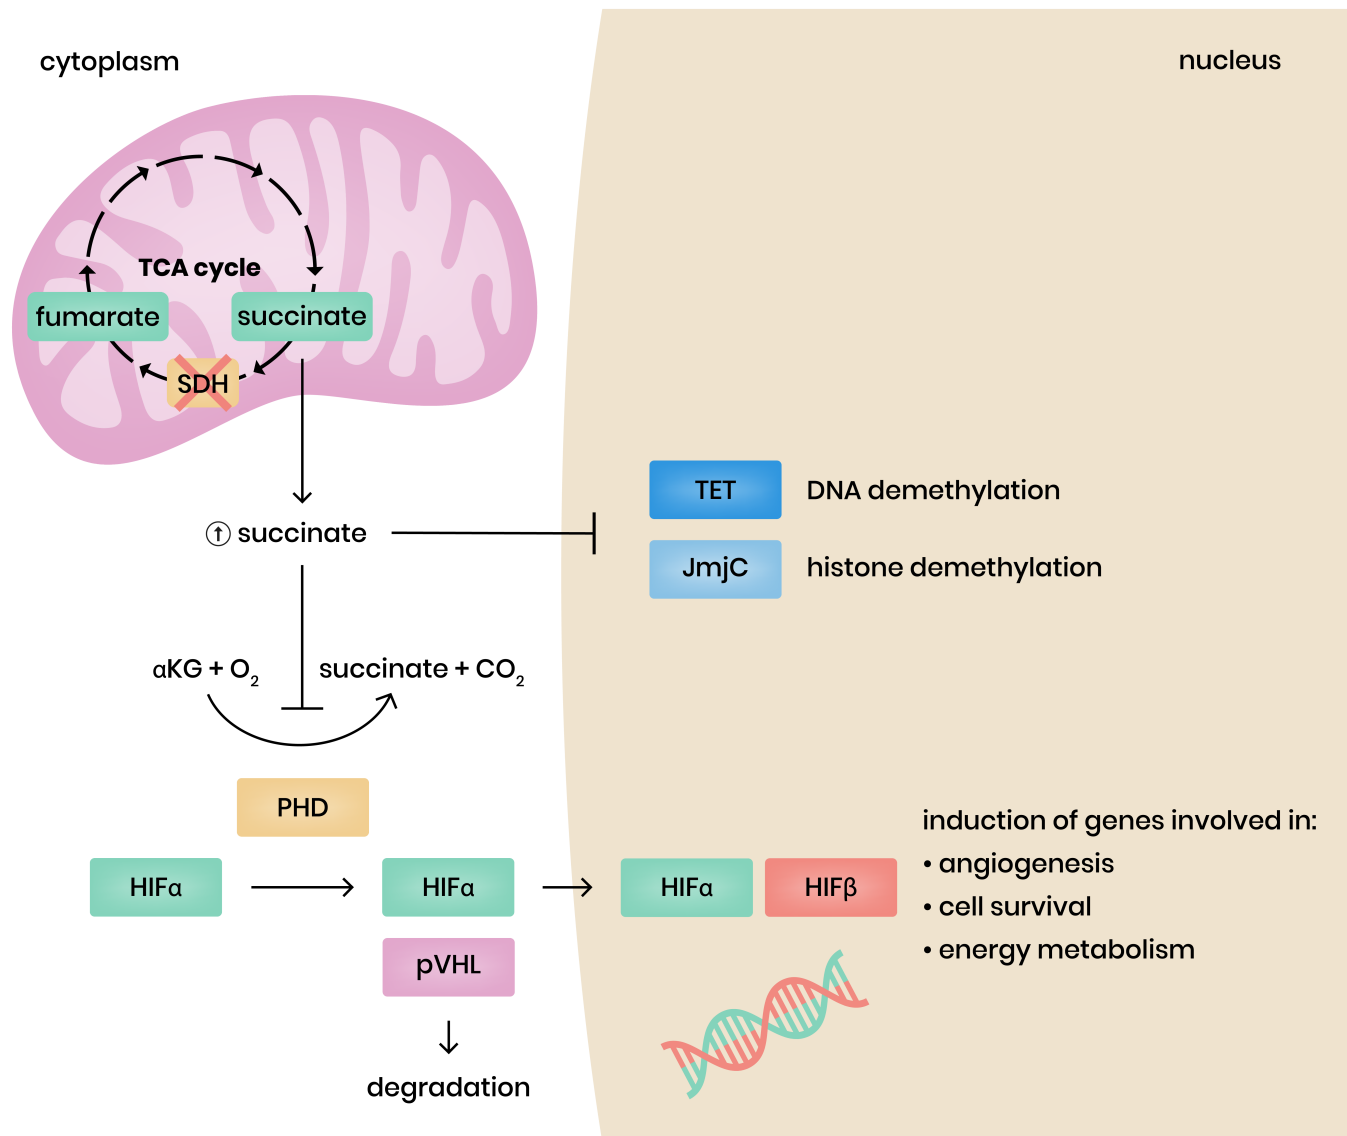 cytoplasm
nucleus
TCA cycle
fumarate
succinate
SDH
↑ succinate
TET
DNA demethylation
JmjC
histone demethylation
αKG + O₂
succinate + CO₂
PHD
HIFα
HIFα
HIFα
HIFβ
pVHL
degradation
induction of genes involved in:
• angiogenesis
• cell survival
• energy metabolism